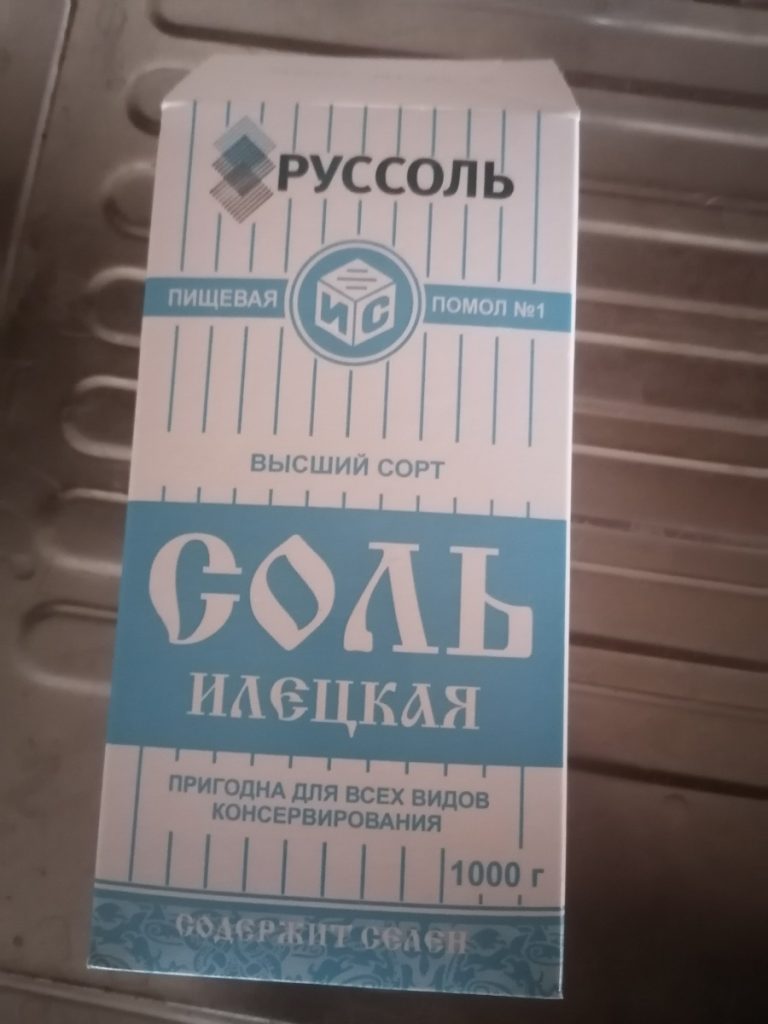 РУССОЛЬ
ПИЩЕВАЯ ИС ПОМОЛ №1
ВЫСШИЙ СОРТ
СОЛЬ
ИЛЕЦКАЯ
ПРИГОДНА ДЛЯ ВСЕХ ВИДОВ
КОНСЕРВИРОВАНИЯ
1000 г
СОДЕРЖИТ СЕЛЕН